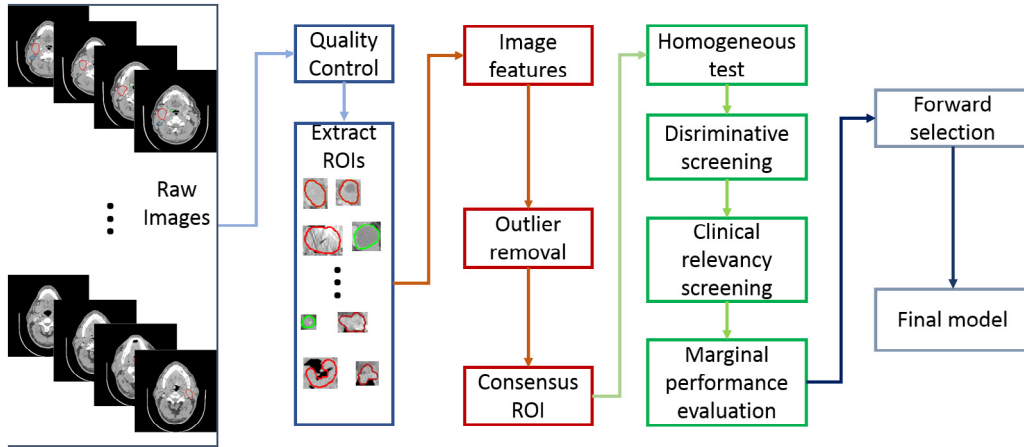 Raw
Images
Quality
Control
Extract
ROIs
Image
features
Outlier
removal
Consensus
ROI
Homogeneous
test
Disriminative
screening
Clinical
relevancy
screening
Marginal
performance
evaluation
Forward
selection
Final model